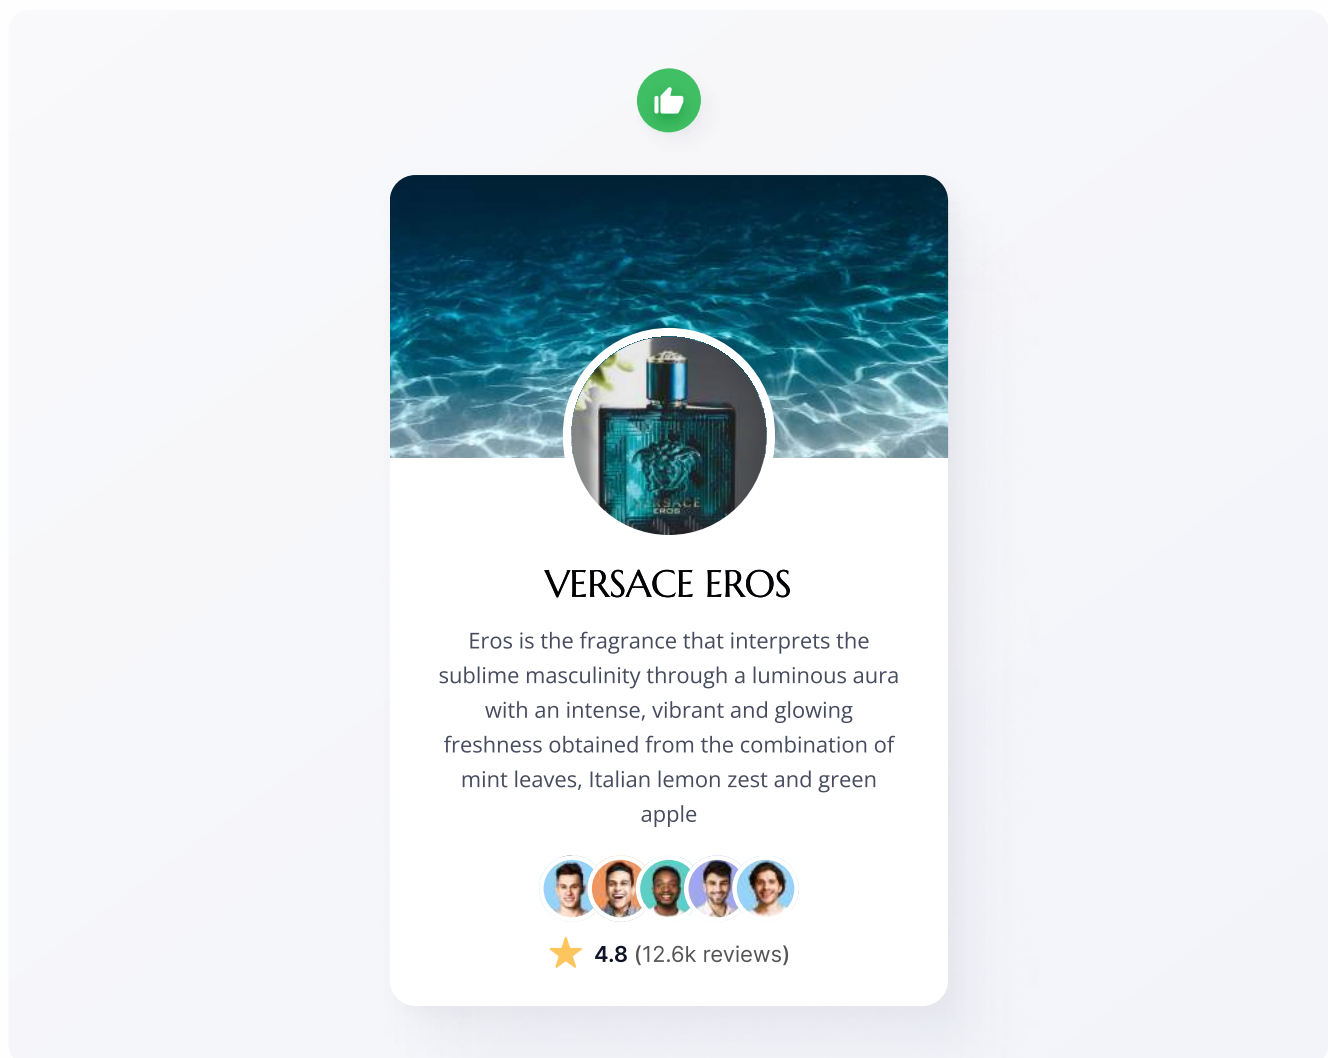 VERSACE
EROS
VERSACE EROS
Eros is the fragrance that interprets the
sublime masculinity through a luminous aura
with an intense, vibrant and glowing
freshness obtained from the combination of
mint leaves, Italian lemon zest and green
apple
4.8 (12.6k reviews)